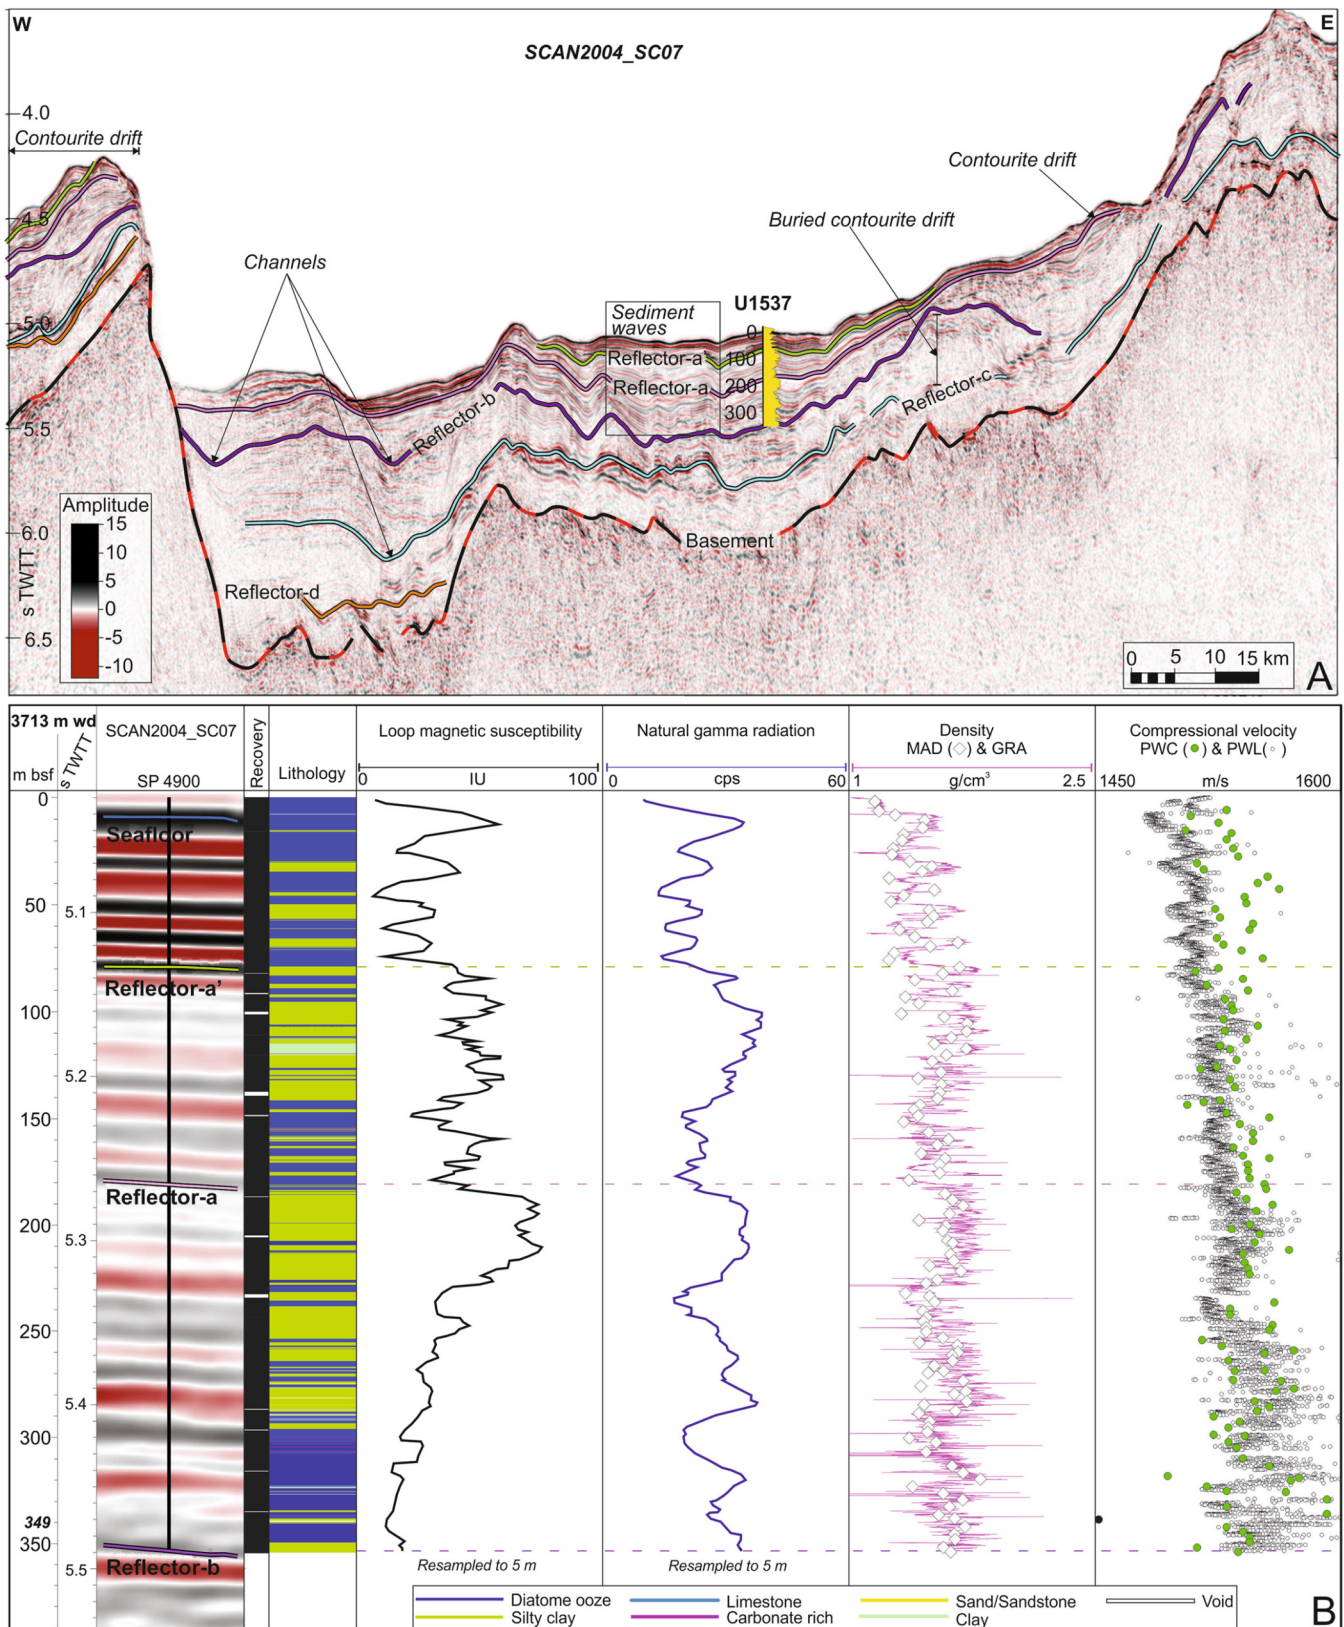 W
E
SCAN2004_SC07
4.0
Contourite drift
Contourite drift
4.5
Buried contourite drift
Channels
U1537
5.0
Sediment
waves
0
Reflector-a'
100
Reflector-a
200
Reflector-c
300
Reflector-b
5.5
Amplitude
15
10
6.0
5
Basement
0
Reflector-d
-5
6.5
-10
s TWTT
0 5 10 15 km
A
3713 m wd
SCAN2004_SC07
Loop magnetic susceptibility
Natural gamma radiation
Density
MAD ( ) & GRA
Compressional velocity
PWC ( ) & PWL( )
m bsf
s TWTT
SP 4900
Recovery
Lithology
0 IU 100
0 cps 60
1 g/cm³ 2.5
1450 m/s 1600
0
Seafloor
50
5.1
Reflector-a'
100
5.2
150
Reflector-a
200
5.3
250
5.4
300
349
350
Reflector-b
5.5
Resampled to 5 m
Resampled to 5 m
Diatome ooze
Limestone
Sand/Sandstone
Void
Silty clay
Carbonate rich
Clay
B